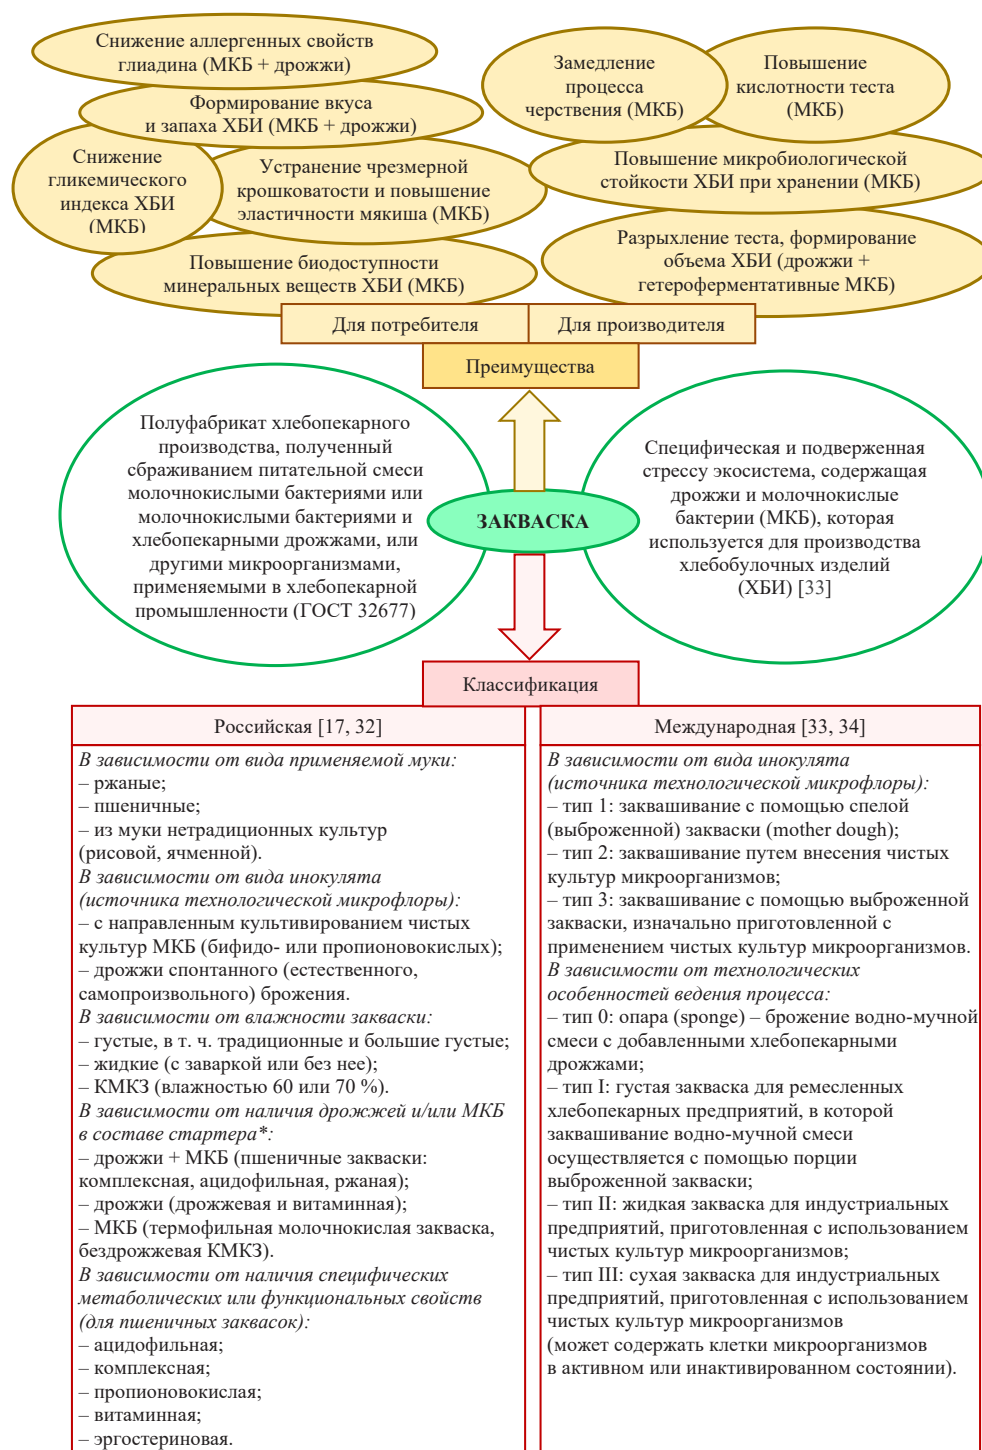 Снижение аллергенных свойств
глиадина (МКБ + дрожжи)
Формирование вкуса
и запаха ХБИ (МКБ + дрожжи)
Снижение
гликемического
индекса ХБИ
(МКБ)
Устранение чрезмерной
крошковатости и повышение
эластичности мякиша (МКБ)
Повышение биодоступности
минеральных веществ ХБИ (МКБ)
Замедление
процесса
черствения (МКБ)
Повышение
кислотности теста
(МКБ)
Повышение микробиологической
стойкости ХБИ при хранении (МКБ)
Разрыхление теста, формирование
объема ХБИ (дрожжи +
гетероферментативные МКБ)
Для потребителя
Для производителя
Преимущества
Полуфабрикат хлебопекарного
производства, полученный
сбраживанием питательной смеси
молочнокислыми бактериями или
молочнокислыми бактериями и
хлебопекарными дрожжами, или
другими микроорганизмами,
применяемыми в хлебопекарной
промышленности (ГОСТ 32677)
ЗАКВАСКА
Специфическая и подверженная
стрессу экосистема, содержащая
дрожжи и молочнокислые
бактерии (МКБ), которая
используется для производства
хлебобулочных изделий
(ХБИ) [33]
Классификация
Российская [17, 32]
В зависимости от вида применяемой муки:
– ржаные;
– пшеничные;
– из муки нетрадиционных культур
(рисовой, ячменной).
В зависимости от вида инокулята
(источника технологической микрофлоры):
– с направленным культивированием чистых
культур МКБ (бифидо- или пропионовокислых);
– дрожжи спонтанного (естественного,
самопроизвольного) брожения.
В зависимости от влажности закваски:
– густые, в т. ч. традиционные и большие густые;
– жидкие (с заваркой или без нее);
– КМКЗ (влажностью 60 или 70 %).
В зависимости от наличия дрожжей и/или МКБ
в составе стартера*:
– дрожжи + МКБ (пшеничные закваски:
комплексная, ацидофильная, ржаная);
– дрожжи (дрожжевая и витаминная);
– МКБ (термофильная молочнокислая закваска,
бездрожжевая КМКЗ).
В зависимости от наличия специфических
метаболических или функциональных свойств
(для пшеничных заквасок):
– ацидофильная;
– комплексная;
– пропионовокислая;
– витаминная;
– эргостериновая.
Международная [33, 34]
В зависимости от вида инокулята
(источника технологической микрофлоры):
– тип 1: заквашивание с помощью спелой
(выброженной) закваски (mother dough);
– тип 2: заквашивание путем внесения чистых
культур микроорганизмов;
– тип 3: заквашивание с помощью выброженной
закваски, изначально приготовленной с
применением чистых культур микроорганизмов.
В зависимости от технологических
особенностей ведения процесса:
– тип 0: опара (sponge) – брожение водно-мучной
смеси с добавленными хлебопекарными
дрожжами;
– тип I: густая закваска для ремесленных
хлебопекарных предприятий, в которой
заквашивание водно-мучной смеси
осуществляется с помощью порции
выброженной закваски;
– тип II: жидкая закваска для индустриальных
предприятий, приготовленная с использованием
чистых культур микроорганизмов;
– тип III: сухая закваска для индустриальных
предприятий, приготовленная с использованием
чистых культур микроорганизмов
(может содержать клетки микроорганизмов
в активном или инактивированном состоянии).